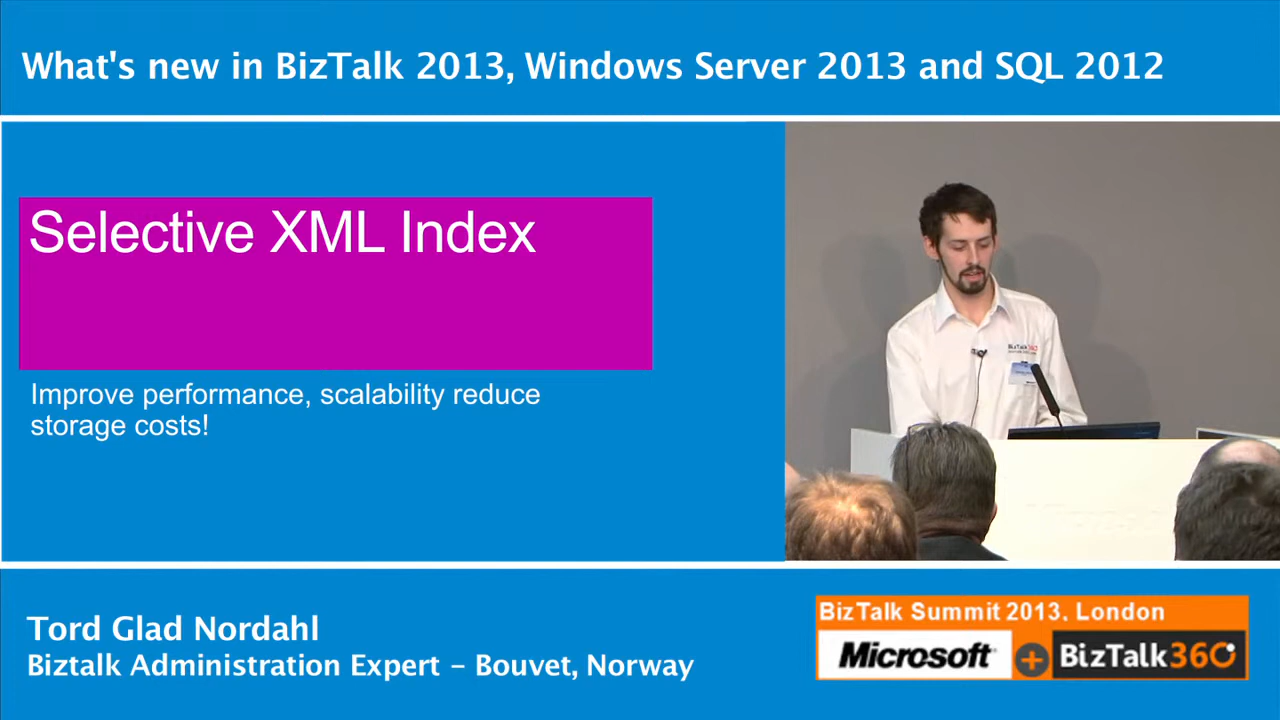 What's new in BizTalk 2013, Windows Server 2013 and SQL 2012
Selective XML Index
Improve performance, scalability reduce
storage costs!
BizTalk360
Tord Glad Nordahl
Biztalk Administration Expert – Bouvet, Norway
BizTalk Summit 2013, London
Microsoft + BizTalk360